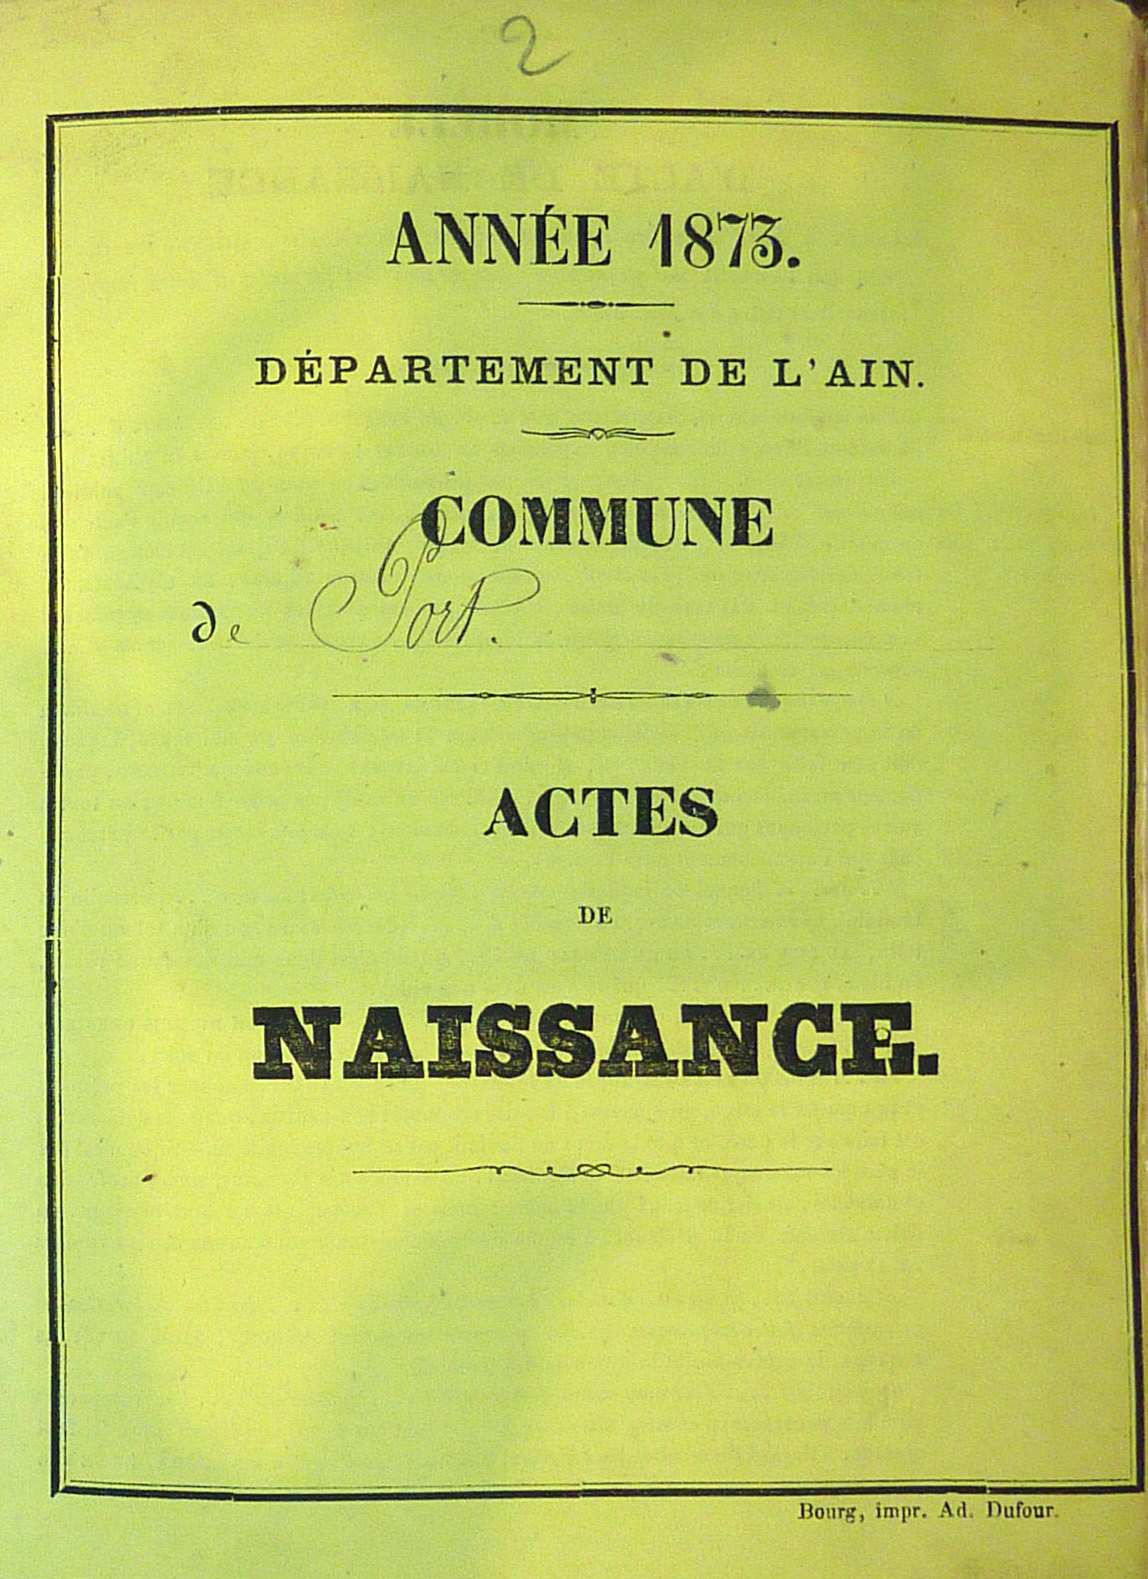 2
ANNÉE 1873.
DÉPARTEMENT DE L'AIN.
COMMUNE
de Port.
ACTES
DE
NAISSANCE.
Bourg, impr. Ad. Dufour.